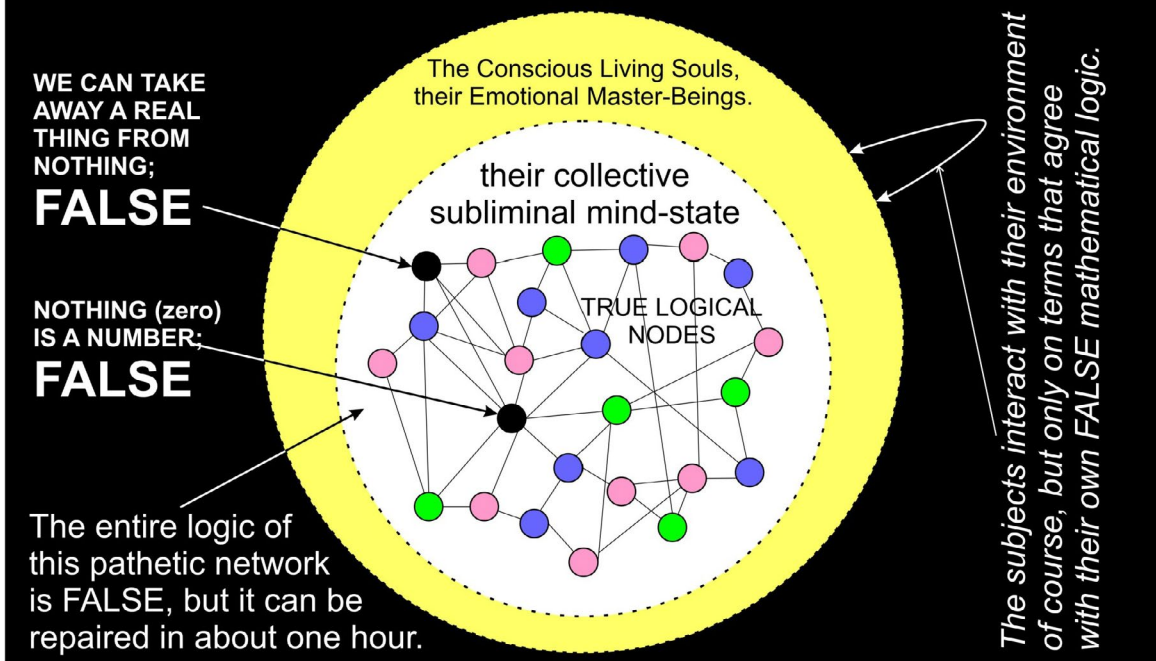 WE CAN TAKE
AWAY A REAL
THING FROM
NOTHING;
FALSE
NOTHING (zero)
IS A NUMBER;
FALSE
The entire logic of
this pathetic network
is FALSE, but it can be
repaired in about one hour.
The Conscious Living Souls,
their Emotional Master-Beings.
their collective
subliminal mind-state
TRUE LOGICAL
NODES
The subjects interact with their environment
of course, but only on terms that agree
with their own FALSE mathematical logic.